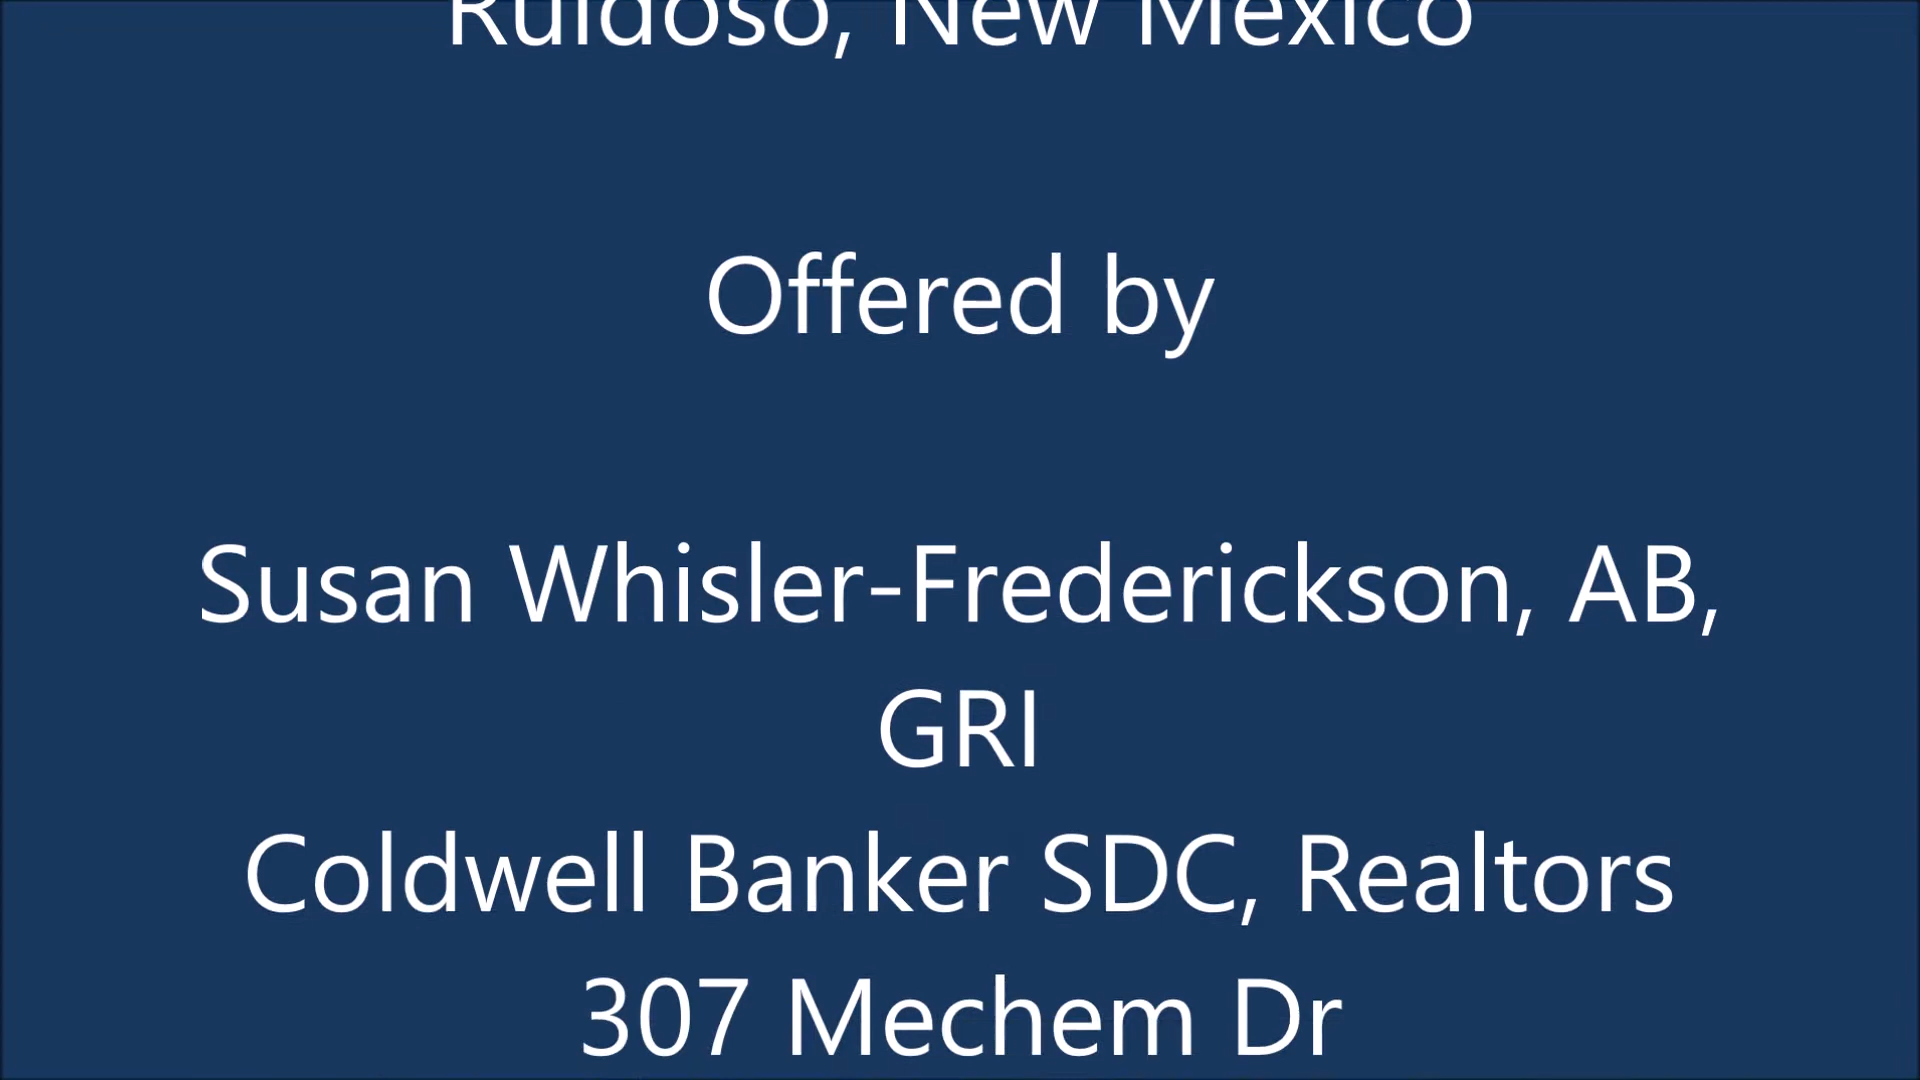 Ruidoso, New Mexico
Offered by
Susan Whisler-Frederickson, AB,
GRI
Coldwell Banker SDC, Realtors
307 Mechem Dr